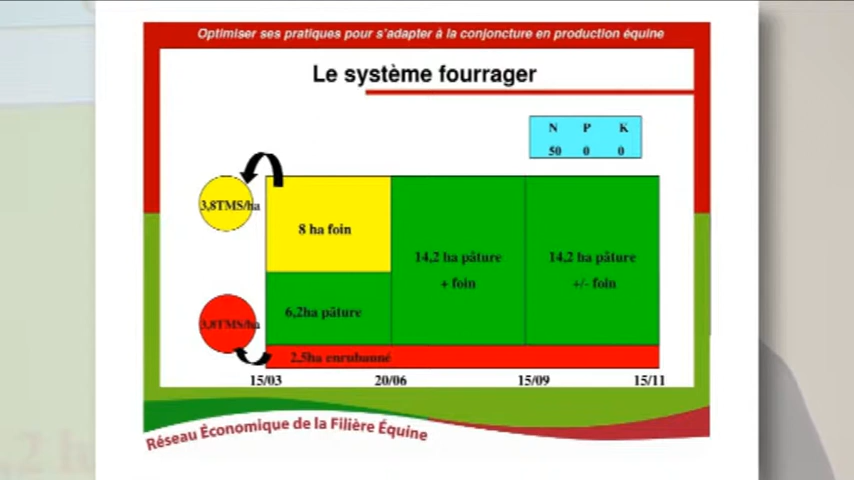 Optimiser ses pratiques pour s'adapter à la conjoncture en production équine
Le système fourrager
N P K
50 0 0
3,8TMS/ha
8 ha foin
14,2 ha pâture
+ foin
14,2 ha pâture
+/- foin
6,2ha pâture
3,8TMS/ha
2,5ha enrubanné
15/03 20/06 15/09 15/11
Réseau Économique de la Filière Équine
,2 h